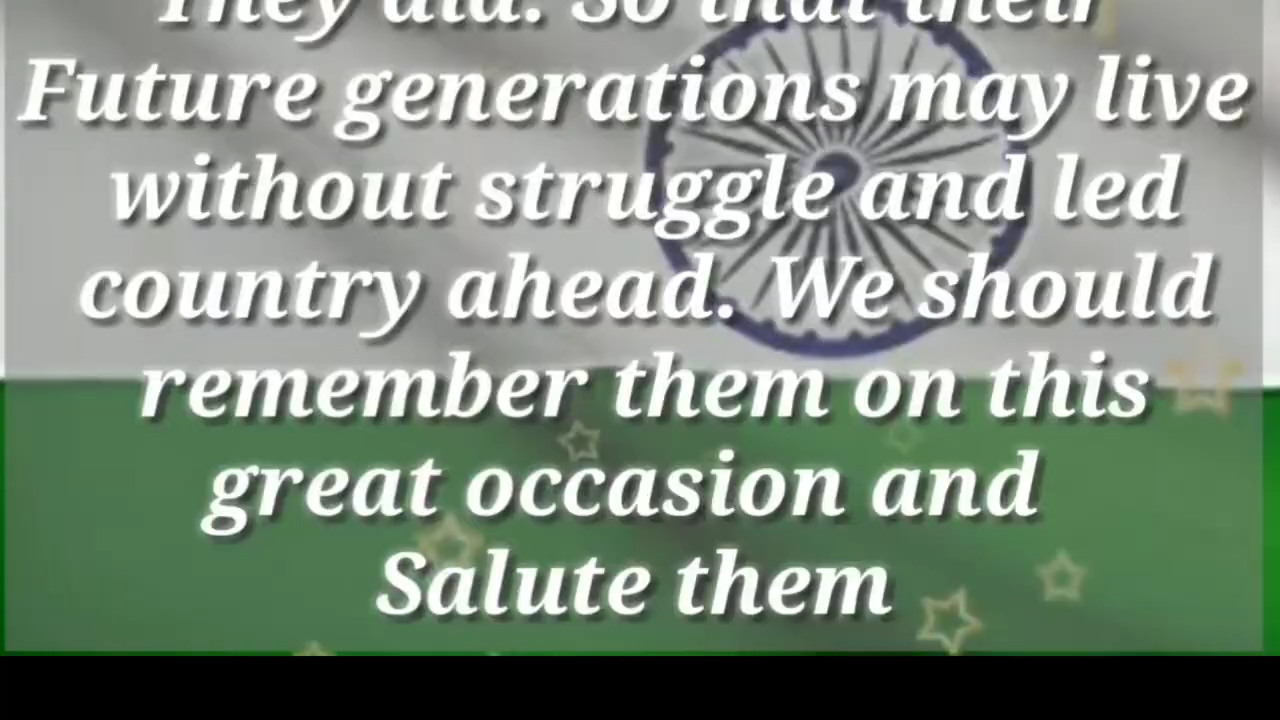 They did. So that their
Future generations may live
without struggle and led
country ahead. We should
remember them on this
great occasion and
Salute them